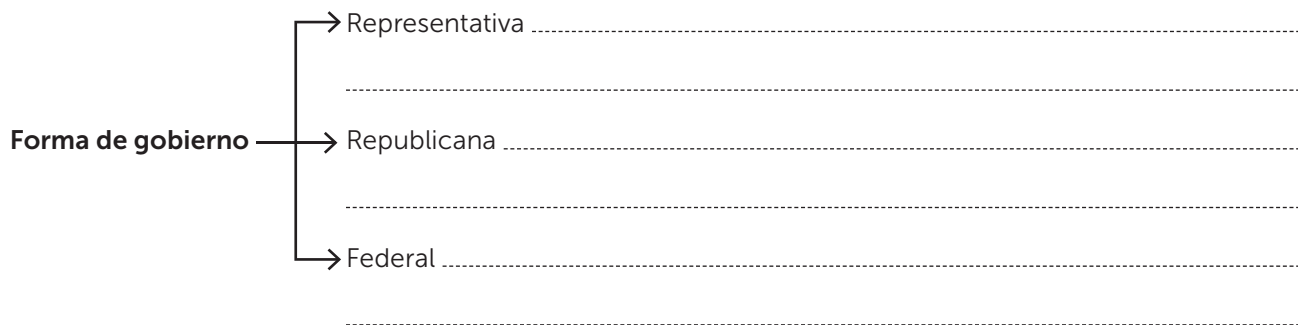 Representativa
Forma de gobierno
Republicana
Federal